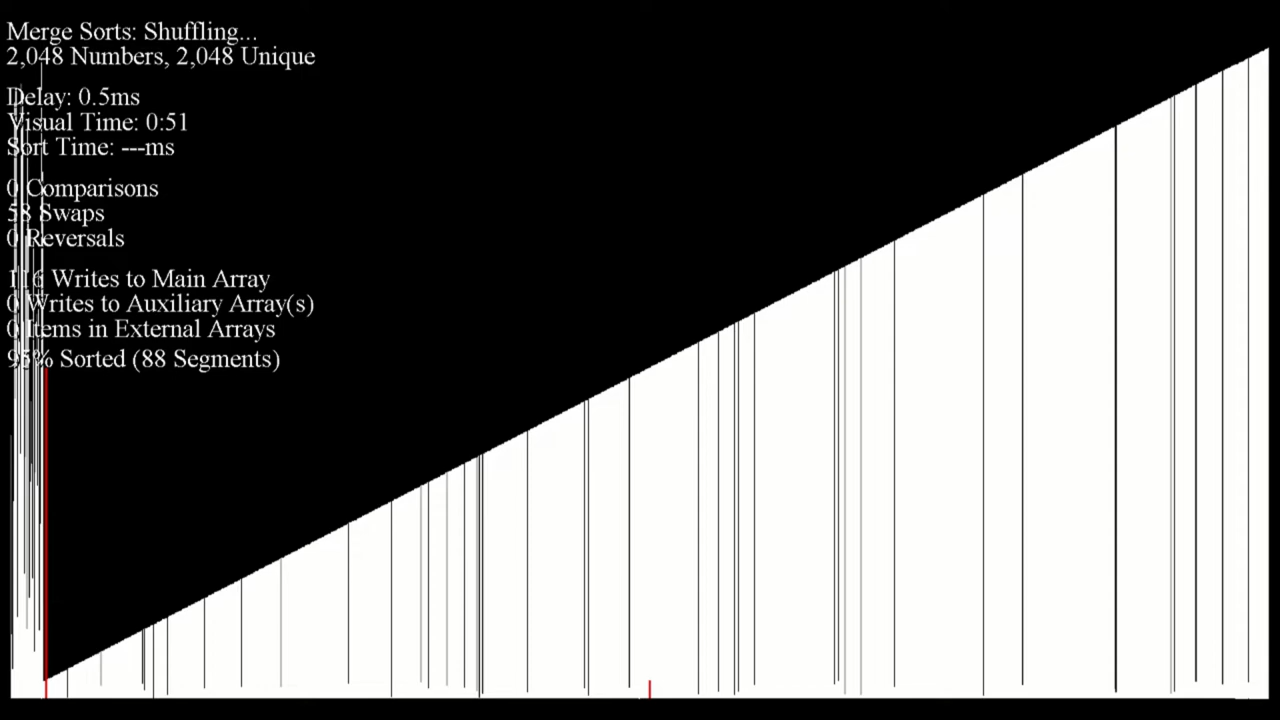 Merge Sorts: Shuffling...
2,048 Numbers, 2,048 Unique
Delay: 0.5ms
Visual Time: 0:51
Sort Time: ---ms
0 Comparisons
58 Swaps
0 Reversals
116 Writes to Main Array
0 Writes to Auxiliary Array(s)
0 Items in External Arrays
95% Sorted (88 Segments)